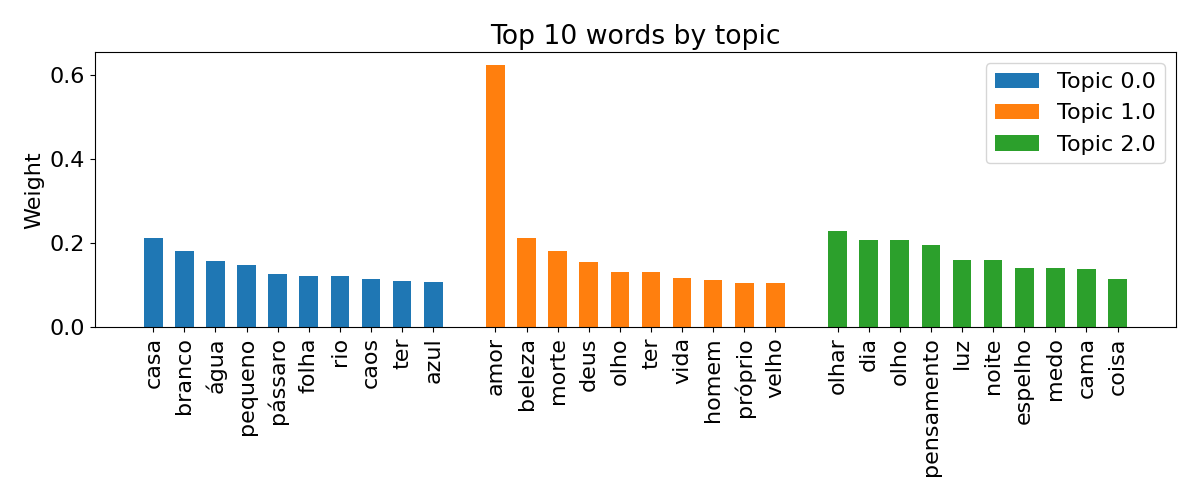 Top 10 words by topic
Weight
0.6
0.4
0.2
0.0
Topic 0.0
Topic 1.0
Topic 2.0
casa
branco
água
pequeno
pássaro
folha
rio
caos
ter
azul
amor
beleza
morte
deus
olho
ter
vida
homem
próprio
velho
olhar
dia
olho
pensamento
luz
noite
espelho
medo
cama
coisa